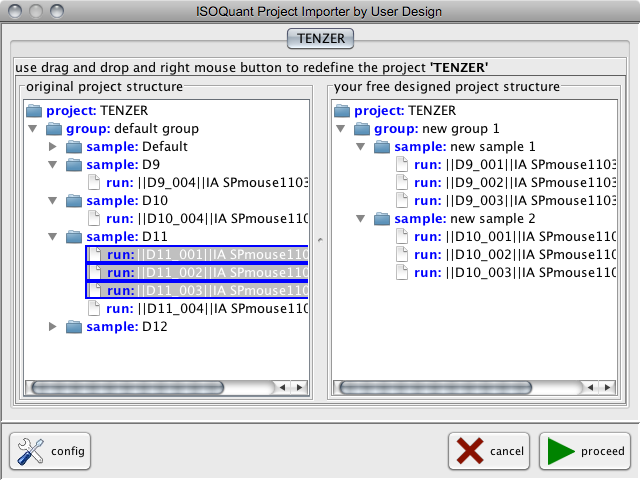 ISOQuant Project Importer by User Design
TENZER
use drag and drop and right mouse button to redefine the project 'TENZER'
original project structure
project: TENZER
group: default group
sample: Default
sample: D9
run: ||D9_004||IA SPmouse1103
sample: D10
run: ||D10_004||IA SPmouse110
sample: D11
run: ||D11_001||IA SPmouse110
run: ||D11_002||IA SPmouse110
run: ||D11_003||IA SPmouse110
run: ||D11_004||IA SPmouse110
sample: D12
your free designed project structure
project: TENZER
group: new group 1
sample: new sample 1
run: ||D9_001||IA SPmouse1103
run: ||D9_002||IA SPmouse1103
run: ||D9_003||IA SPmouse1103
sample: new sample 2
run: ||D10_001||IA SPmouse110
run: ||D10_002||IA SPmouse110
run: ||D10_003||IA SPmouse110
config
cancel
proceed